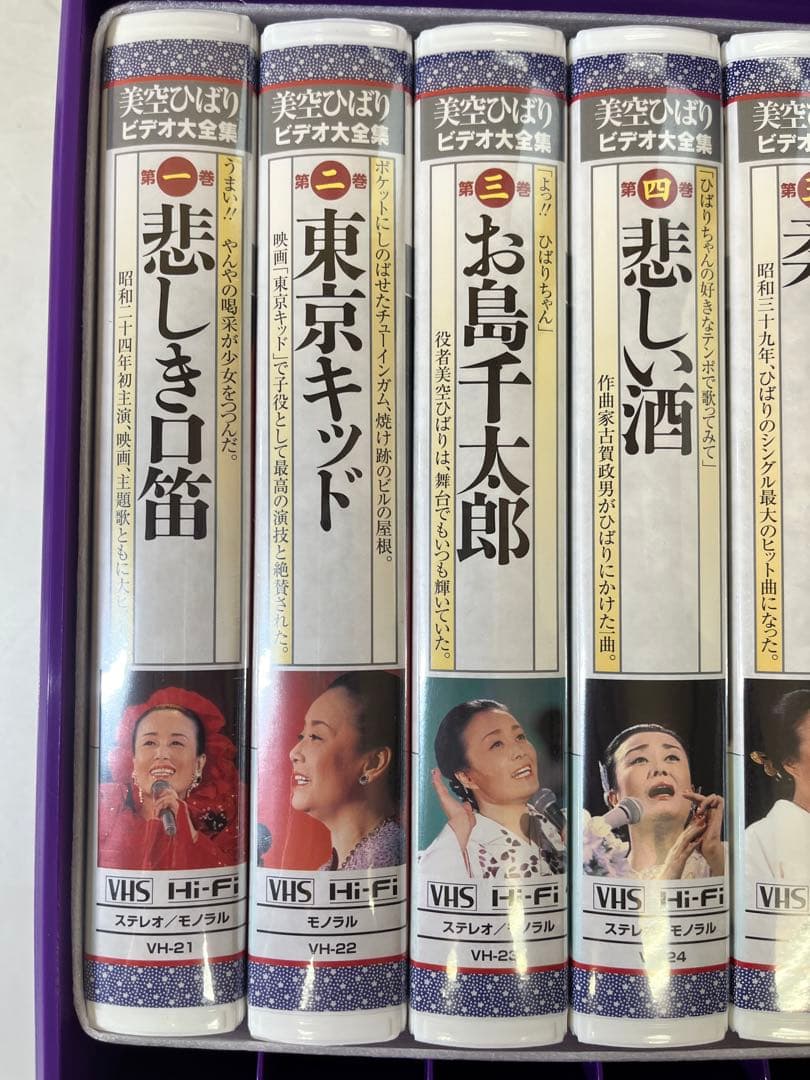 美空ひばり
ビデオ大全集
第一巻
うまい!! やんやの喝采が少女をつつんだ。
悲しき口笛
昭和二十四年初主演、映画、主題歌ともに大ヒ
VHS Hi-Fi
ステレオ/モノラル
VH-21
美空ひばり
ビデオ大全集
第二巻
ポケットにしのばせたチューインガム、焼け跡のビルの屋根。
東京キッド
映画「東京キッド」で子役として最高の演技と絶賛された。
VHS Hi-Fi
モノラル
VH-22
美空ひばり
ビデオ大全集
第三巻
「よっ!! ひばりちゃん」
お島千太郎
役者美空ひばりは、舞台でもいつも輝いていた。
VHS Hi-Fi
ステレオ/モノラル
VH-23
美空ひばり
ビデオ大全集
第四巻
「ひばりちゃんの好きなテンポで歌ってみて」
悲しい酒
作曲家古賀政男がひばりにかけた一曲。
VHS Hi-Fi
ステレオ/モノラル
24
美空
ビデオ
第
昭和三十九年、ひばりのシングル最大のヒット曲になった。
VHS